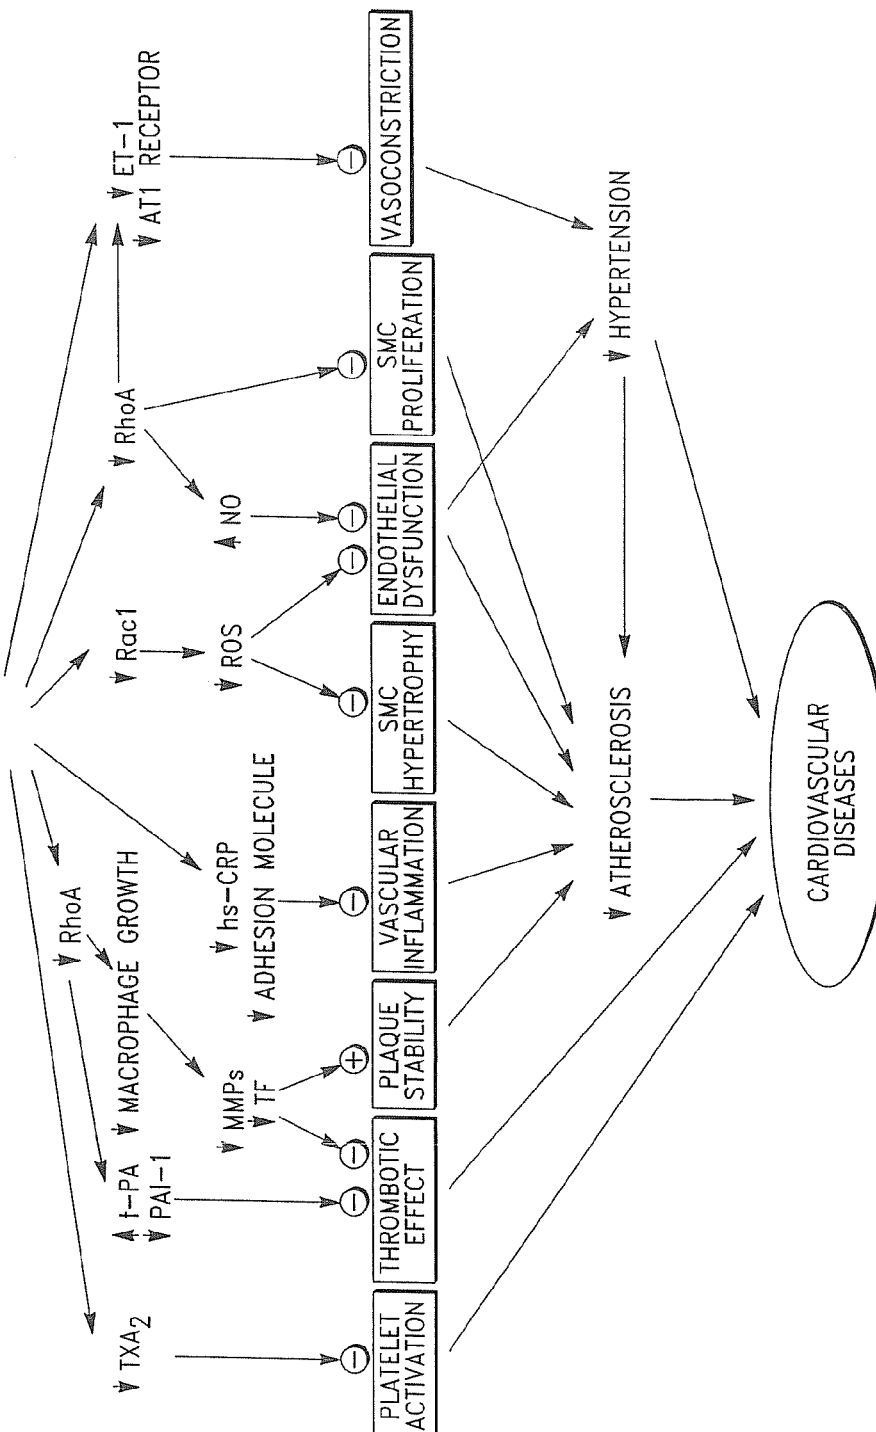 TXA2
t-PA
PAI-1
MACROPHAGE GROWTH
RhoA
Rac1
RhoA
ET-1
AT1 RECEPTOR
MMPs
TF
hs-CRP
ADHESION MOLECULE
ROS
NO
−
−
−
+
−
−
−
−
−
−
PLATELET
ACTIVATION
THROMBOTIC
EFFECT
PLAQUE
STABILITY
VASCULAR
INFLAMMATION
SMC
HYPERTROPHY
ENDOTHELIAL
DYSFUNCTION
SMC
PROLIFERATION
VASOCONSTRICTION
ATHEROSCLEROSIS
HYPERTENSION
CARDIOVASCULAR
DISEASES